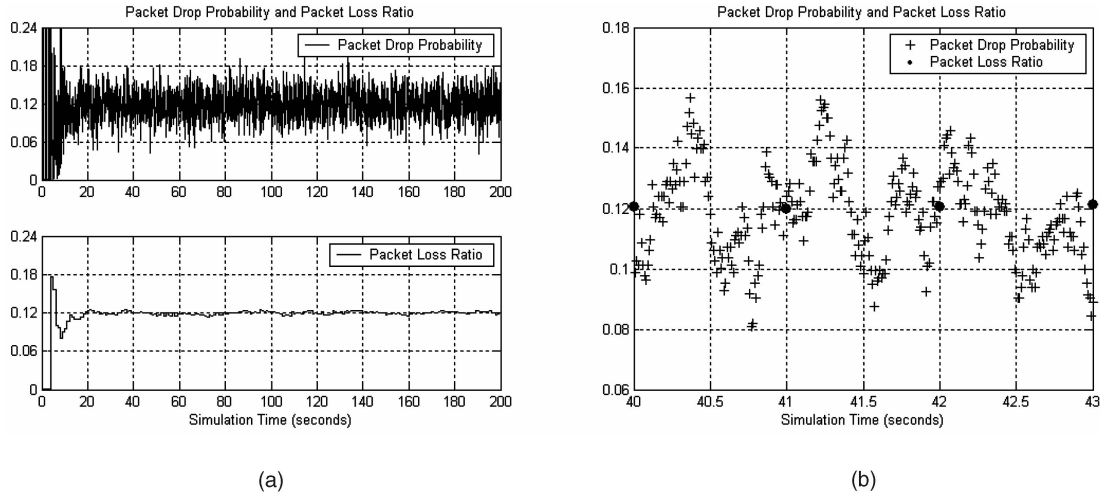 Packet Drop Probability and Packet Loss Ratio
0.24
0.18
0.12
0.06
0
Packet Drop Probability
0 20 40 60 80 100 120 140 160 180 200
0.24
0.18
0.12
0.06
0
Packet Loss Ratio
0 20 40 60 80 100 120 140 160 180 200
Simulation Time (seconds)
(a)
Packet Drop Probability and Packet Loss Ratio
0.18
0.16
0.14
0.12
0.1
0.08
0.06
Packet Drop Probability
Packet Loss Ratio
40 40.5 41 41.5 42 42.5 43
Simulation Time (seconds)
(b)